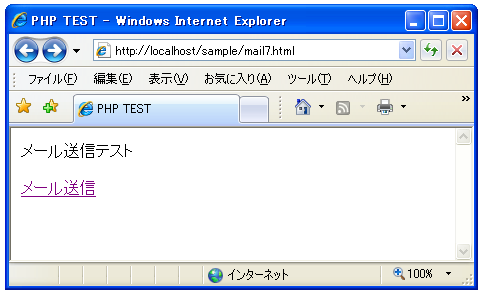 PHP TEST - Windows Internet Explorer
http://localhost/sample/mail7.html
ファイル(F) 編集(E) 表示(V) お気に入り(A) ツール(T) ヘルプ(H)
PHP TEST
メール送信テスト
メール送信
インターネット 100%